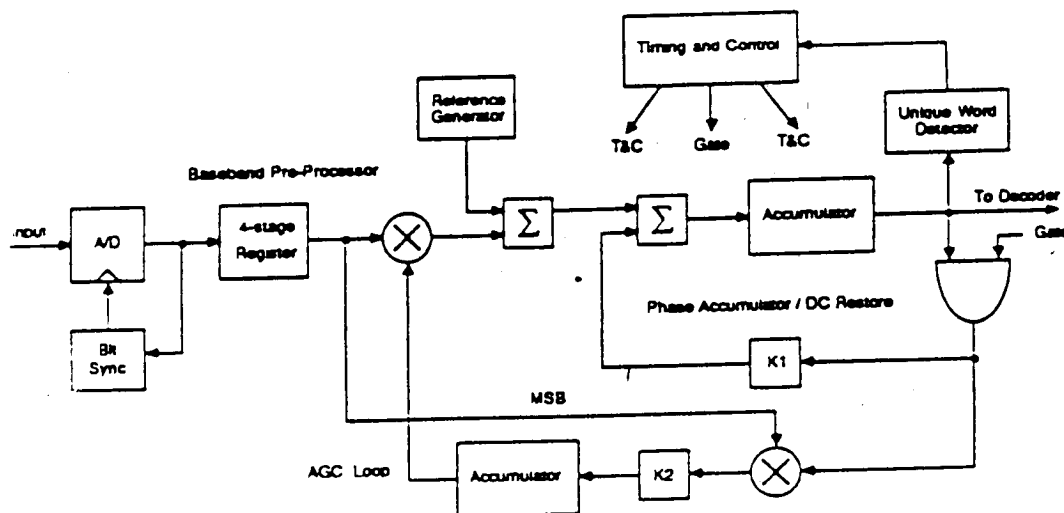 Timing and Control
Reference
Generator
Unique Word
Detector
T&C
Gate
T&C
Baseband Pre-Processor
To Decoder
Input
A/D
4-stage
Register
Σ
Σ
Accumulator
Gate
Phase Accumulator / DC Restore
Bit
Sync
K1
MSB
AGC Loop
Accumulator
K2